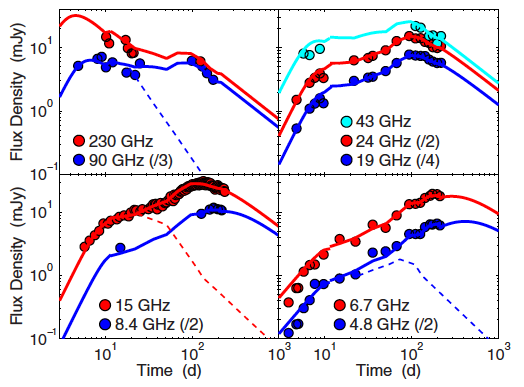 Flux Density (mJy)
10^1
10^0
10^-1
230 GHz
90 GHz (/3)
43 GHz
24 GHz (/2)
19 GHz (/4)
Flux Density (mJy)
10^1
10^0
10^-1
15 GHz
8.4 GHz (/2)
6.7 GHz
4.8 GHz (/2)
10^1 10^2 10^3 10^1 10^2 10^3
Time (d) Time (d)